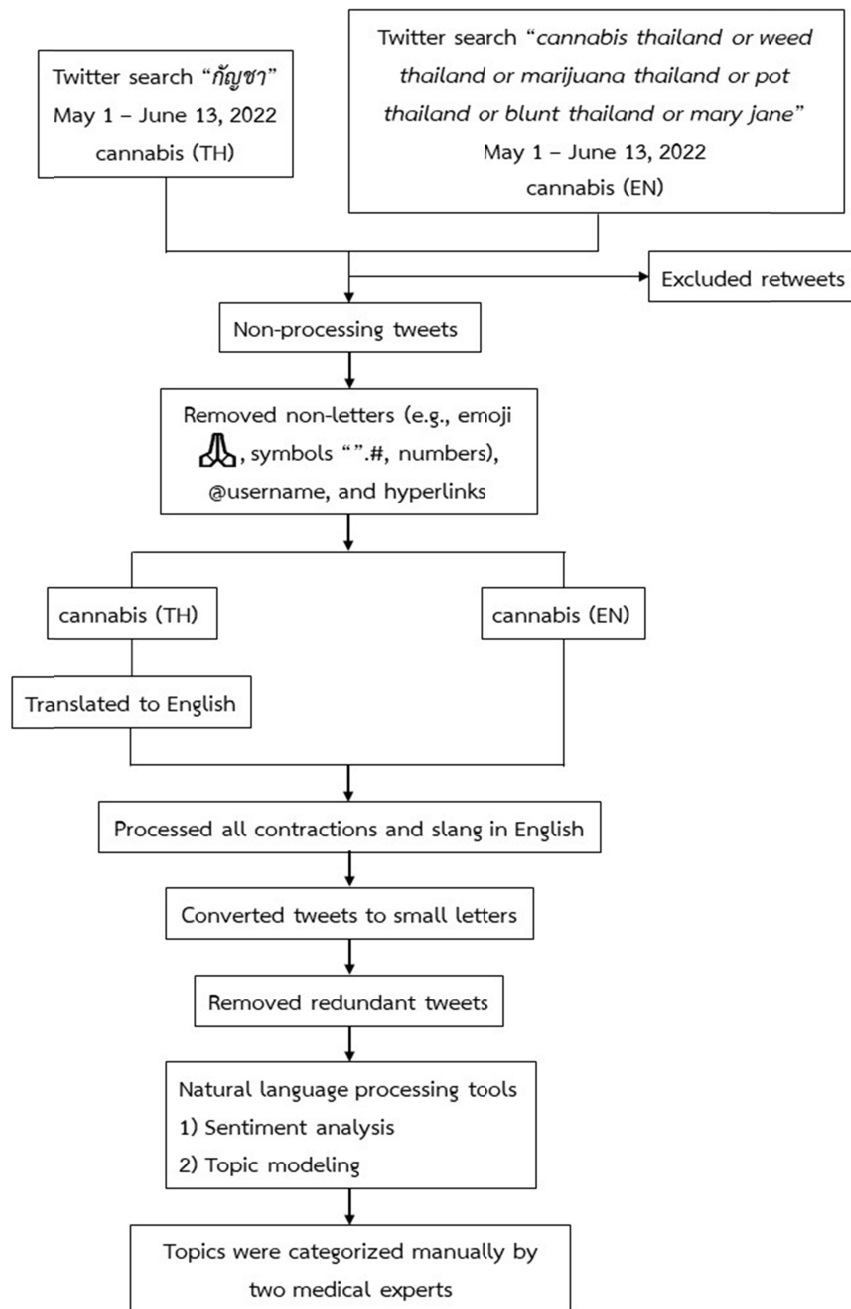 Twitter search “กัญชา”
May 1 – June 13, 2022
cannabis (TH)
Twitter search “cannabis thailand or weed
thailand or marijuana thailand or pot
thailand or blunt thailand or mary jane”
May 1 – June 13, 2022
cannabis (EN)
Excluded retweets
Non-processing tweets
Removed non-letters (e.g., emoji
🙏, symbols “”.#, numbers),
@username, and hyperlinks
cannabis (TH)
cannabis (EN)
Translated to English
Processed all contractions and slang in English
Converted tweets to small letters
Removed redundant tweets
Natural language processing tools
1) Sentiment analysis
2) Topic modeling
Topics were categorized manually by
two medical experts